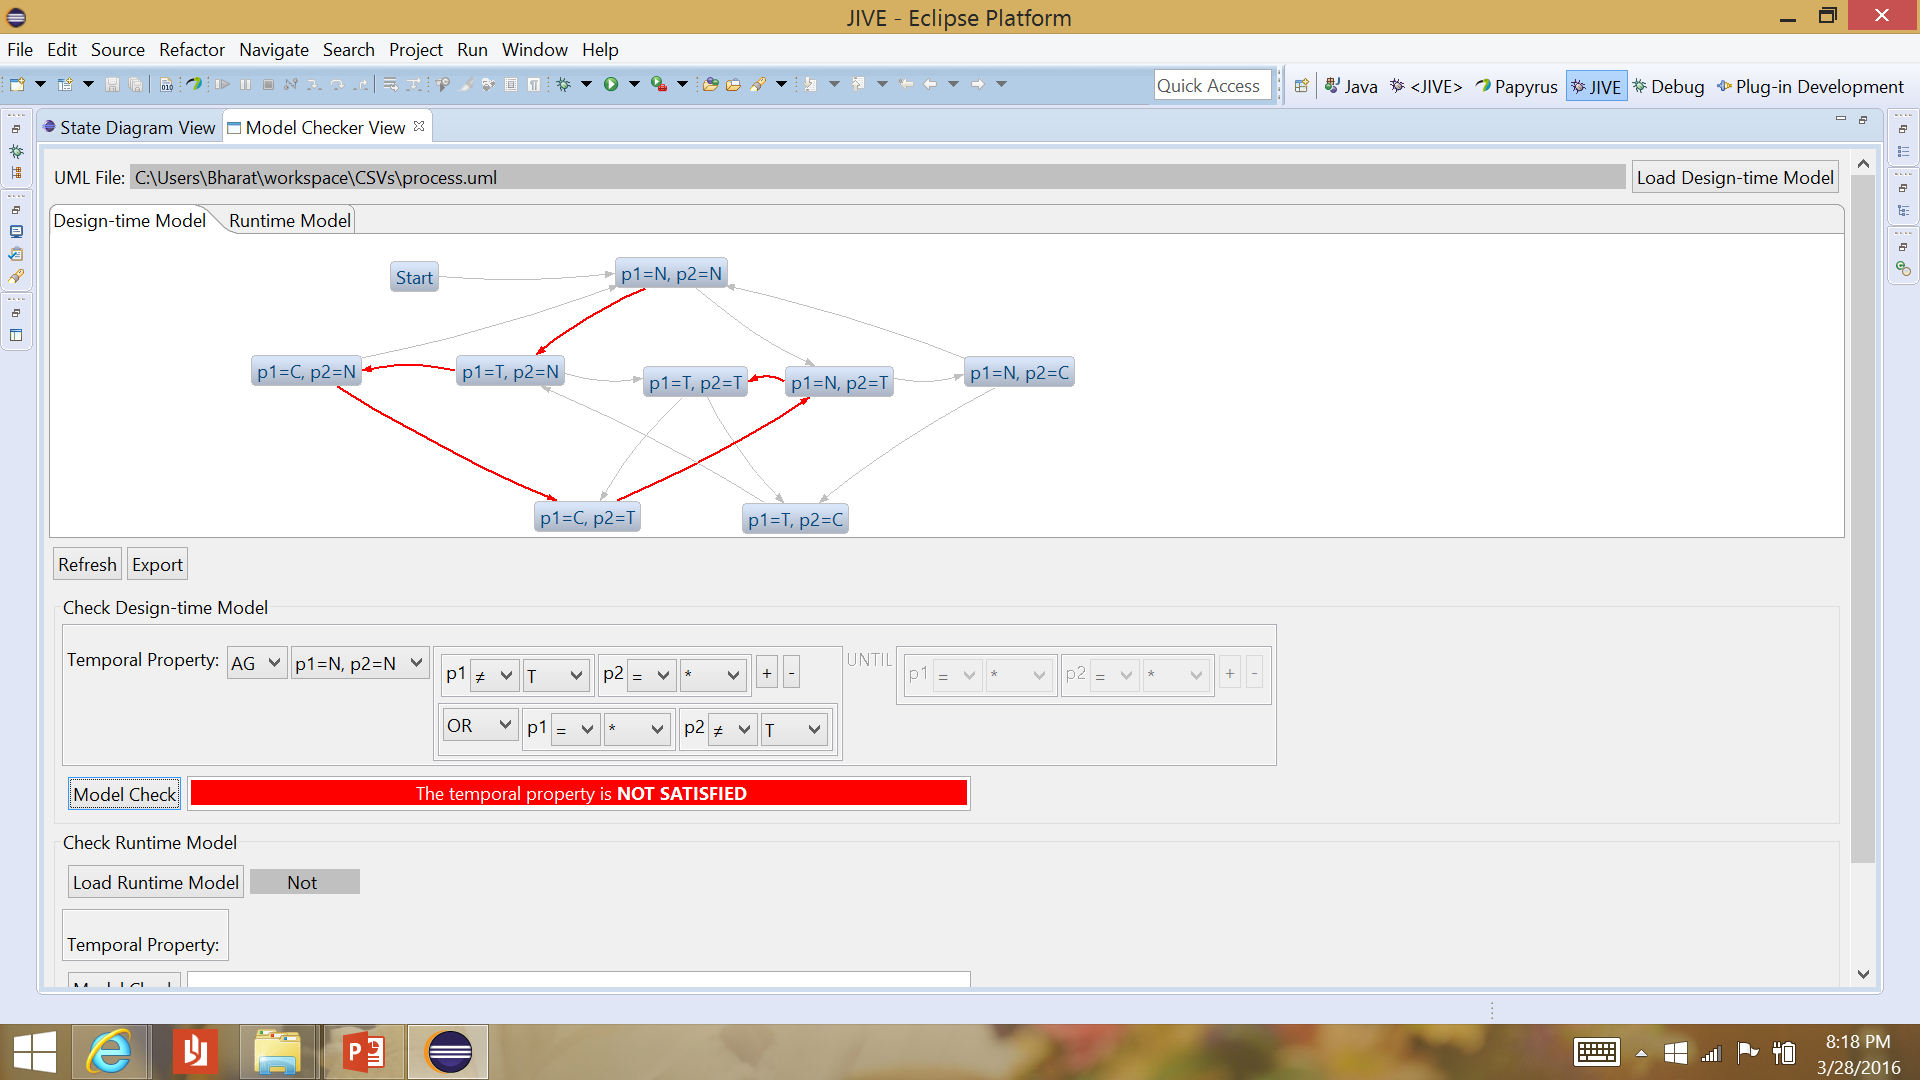 JIVE - Eclipse Platform
File Edit Source Refactor Navigate Search Project Run Window Help
Quick Access
Java <JIVE> Papyrus JIVE Debug Plug-in Development
State Diagram View Model Checker View
UML File: C:\Users\Bharat\workspace\CSVs\process.uml Load Design-time Model
Design-time Model Runtime Model
Start p1=N, p2=N
p1=C, p2=N p1=T, p2=N p1=T, p2=T p1=N, p2=T p1=N, p2=C
p1=C, p2=T p1=T, p2=C
Refresh Export
Check Design-time Model
Temporal Property: AG p1=N, p2=N p1 ≠ T p2 = * + - UNTIL p1 = * p2 = * + -
OR p1 = * p2 ≠ T
Model Check The temporal property is NOT SATISFIED
Check Runtime Model
Load Runtime Model Not
Temporal Property:
Model Check
8:18 PM
3/28/2016